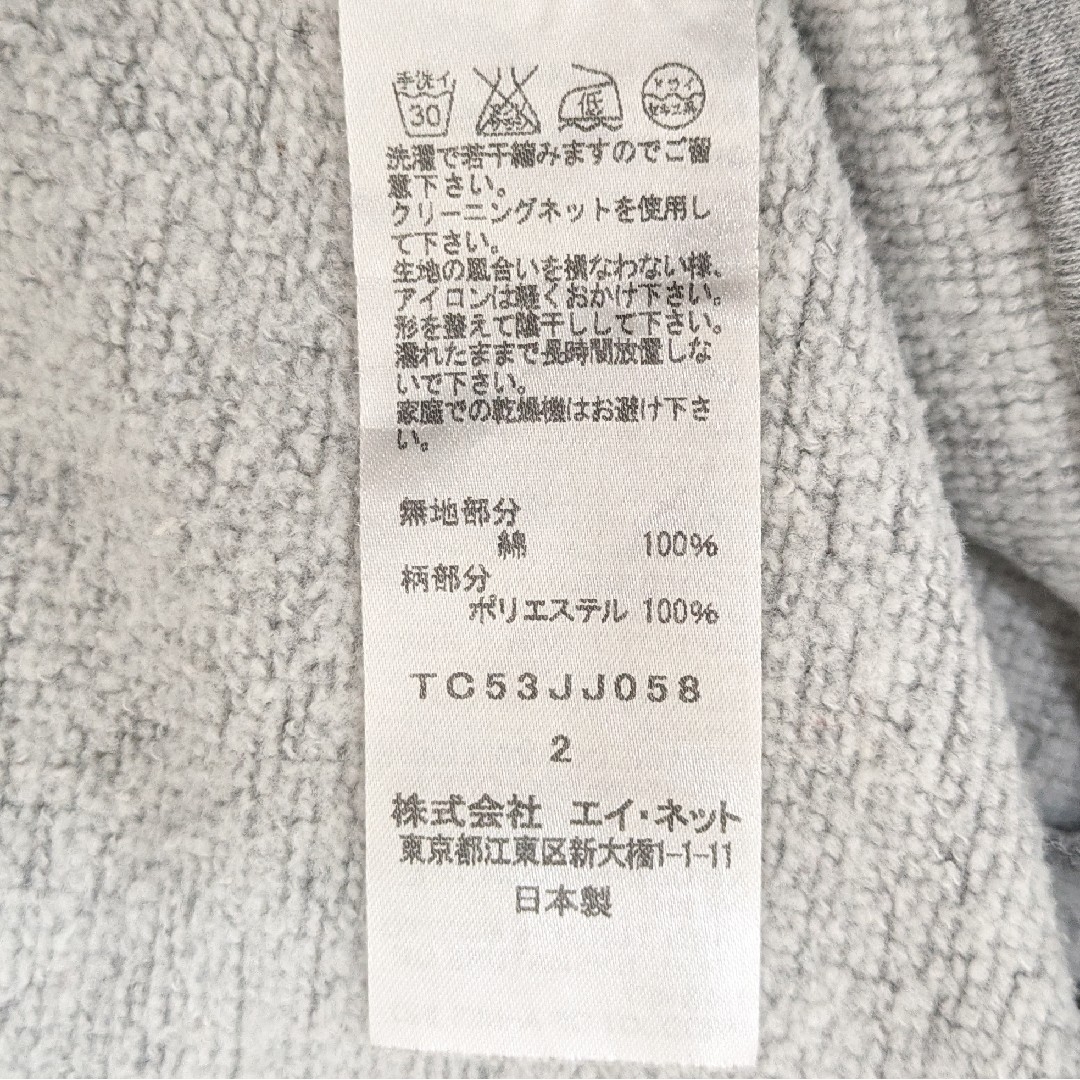 手洗イ
30
低
ドライ
セキユ系
洗濯で若干縮みますのでご留
意下さい。
クリーニングネットを使用し
て下さい。
生地の風合いを損なわない様、
アイロンは軽くおかけ下さい。
形を整えて陰干しして下さい。
濡れたままで長時間放置しな
いで下さい。
家庭での乾燥機はお避け下さ
い。
無地部分
綿 100%
柄部分
ポリエステル 100%
TC53JJ058
2
株式会社 エイ・ネット
東京都江東区新大橋1-1-11
日本製